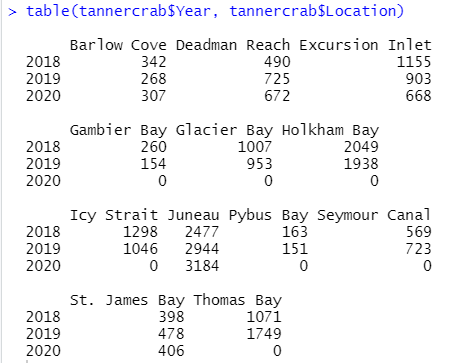 > table(tannercrab$Year, tannercrab$Location)
Barlow Cove Deadman Reach Excursion Inlet
2018 342 490 1155
2019 268 725 903
2020 307 672 668
Gambier Bay Glacier Bay Holkham Bay
2018 260 1007 2049
2019 154 953 1938
2020 0 0 0
Icy Strait Juneau Pybus Bay Seymour Canal
2018 1298 2477 163 569
2019 1046 2944 151 723
2020 0 3184 0 0
St. James Bay Thomas Bay
2018 398 1071
2019 478 1749
2020 406 0